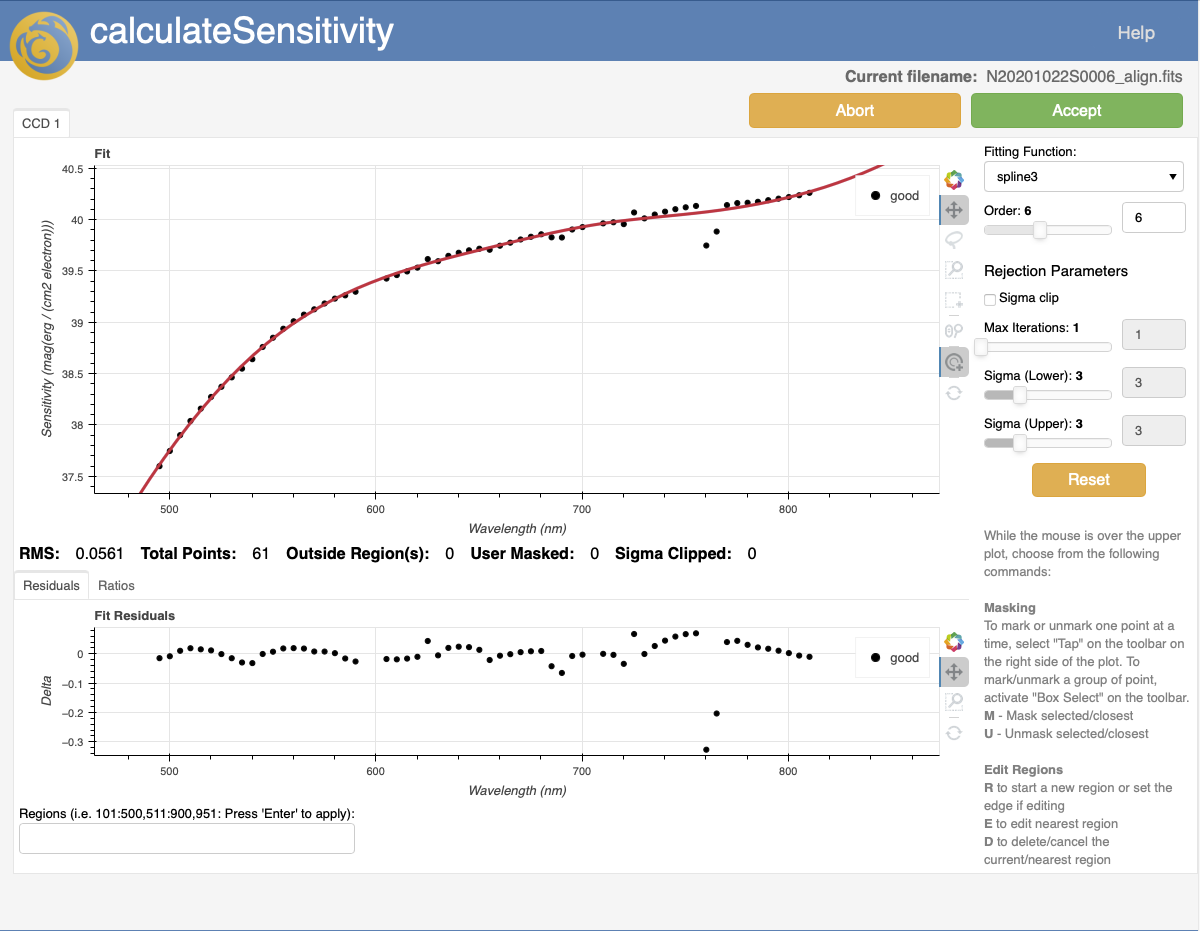 calculateSensitivity
Help
Current filename: N20201022S0006_align.fits
Abort
Accept
CCD 1
Fit
40.5
40
39.5
39
38.5
38
37.5
Sensitivity (mag(erg / (cm2 electron)))
good
500
600
700
800
Wavelength (nm)
RMS: 0.0561 Total Points: 61 Outside Region(s): 0 User Masked: 0 Sigma Clipped: 0
Residuals
Ratios
Fit Residuals
0
−0.1
−0.2
−0.3
Delta
good
500
600
700
800
Wavelength (nm)
Regions (i.e. 101:500,511:900,951: Press 'Enter' to apply):
Fitting Function:
spline3
Order: 6
6
Rejection Parameters
Sigma clip
Max Iterations: 1
1
Sigma (Lower): 3
3
Sigma (Upper): 3
3
Reset
While the mouse is over the upper
plot, choose from the following
commands:
Masking
To mark or unmark one point at a
time, select "Tap" on the toolbar on
the right side of the plot. To
mark/unmark a group of point,
activate "Box Select" on the toolbar.
M - Mask selected/closest
U - Unmask selected/closest
Edit Regions
R to start a new region or set the
edge if editing
E to edit nearest region
D to delete/cancel the
current/nearest region